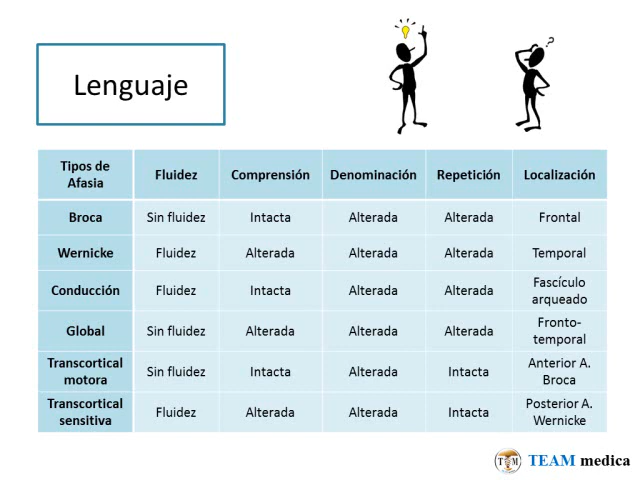 Lenguaje
?
Tipos de Afasia Fluidez Comprensión Denominación Repetición Localización
Broca Sin fluidez Intacta Alterada Alterada Frontal
Wernicke Fluidez Alterada Alterada Alterada Temporal
Conducción Fluidez Intacta Alterada Alterada Fascículo arqueado
Global Sin fluidez Alterada Alterada Alterada Fronto-temporal
Transcortical motora Sin fluidez Intacta Alterada Intacta Anterior A. Broca
Transcortical sensitiva Fluidez Alterada Alterada Intacta Posterior A. Wernicke
TEAM medica